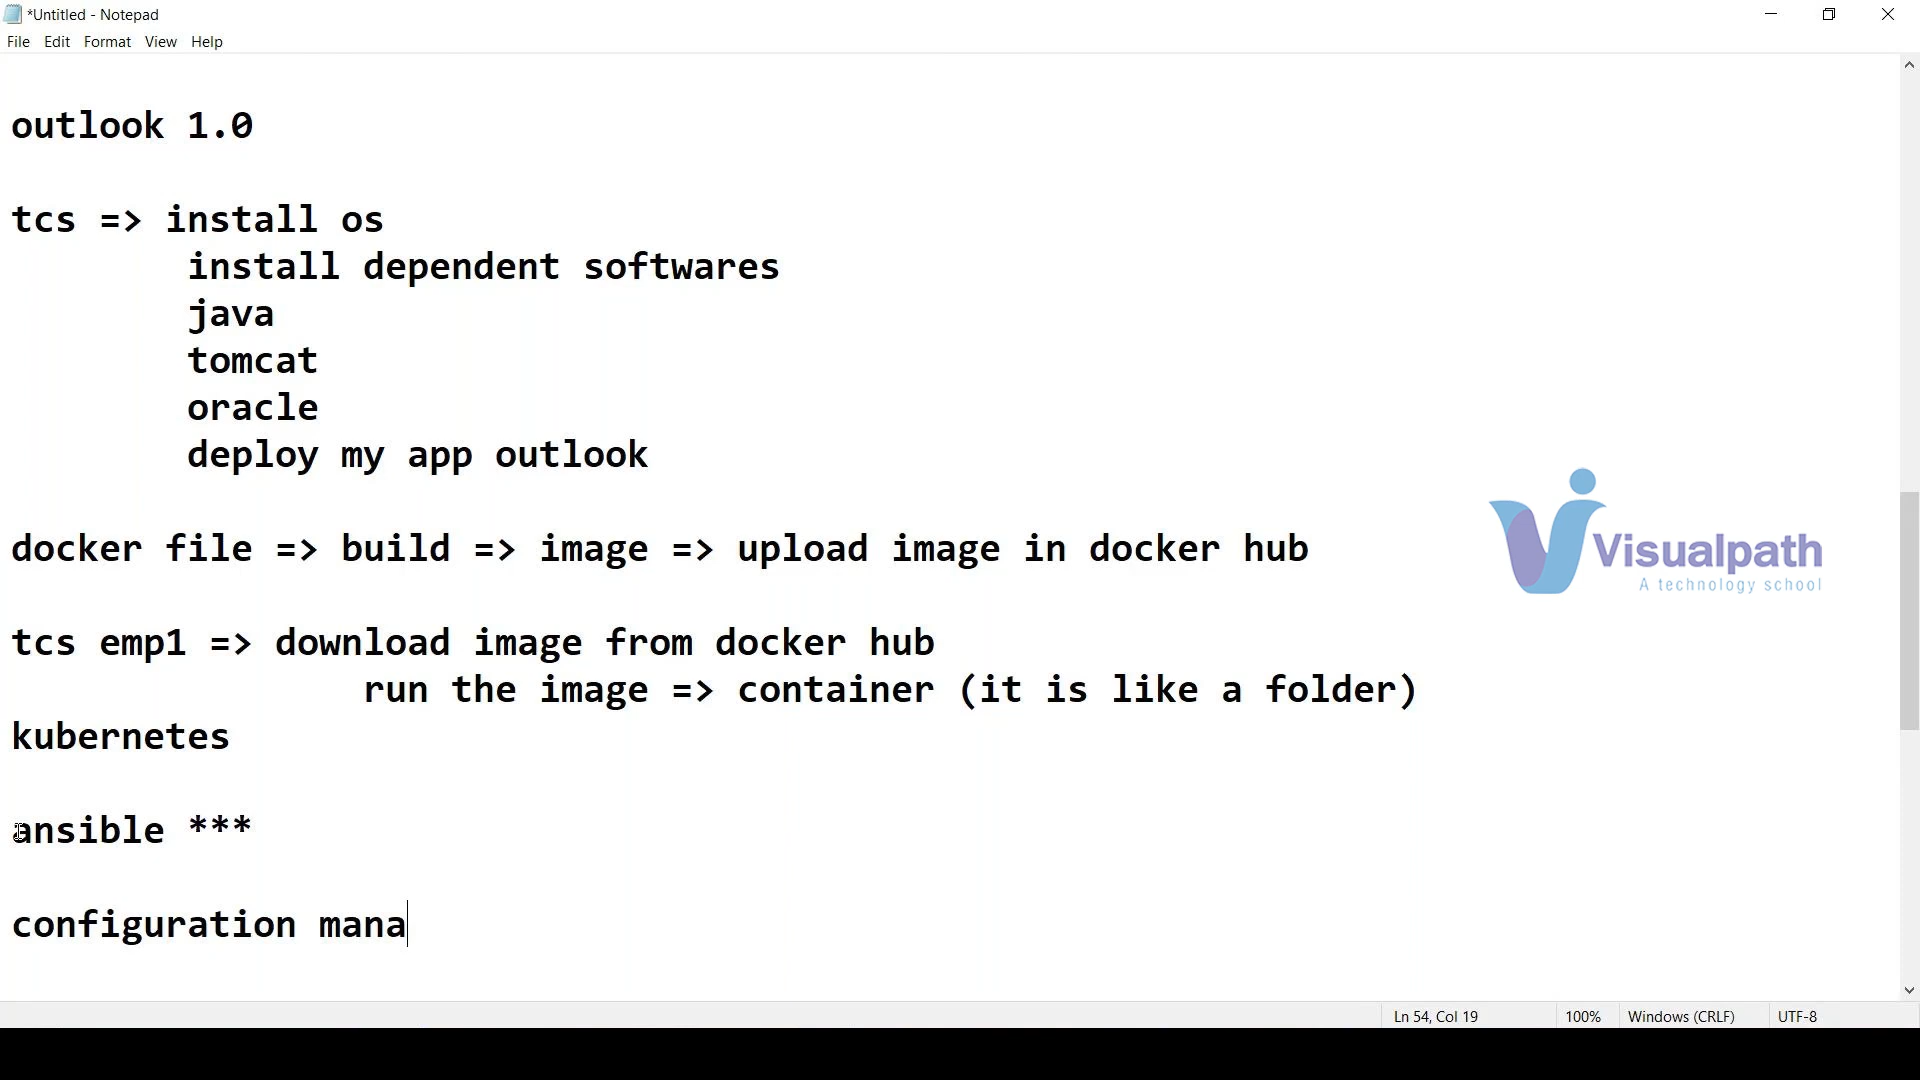 *Untitled - Notepad
File Edit Format View Help
outlook 1.0
tcs => install os
install dependent softwares
java
tomcat
oracle
deploy my app outlook
docker file => build => image => upload image in docker hub
Visualpath
A technology school
tcs emp1 => download image from docker hub
run the image => container (it is like a folder)
kubernetes
ansible ***
configuration mana
Ln 54, Col 19 100% Windows (CRLF) UTF-8